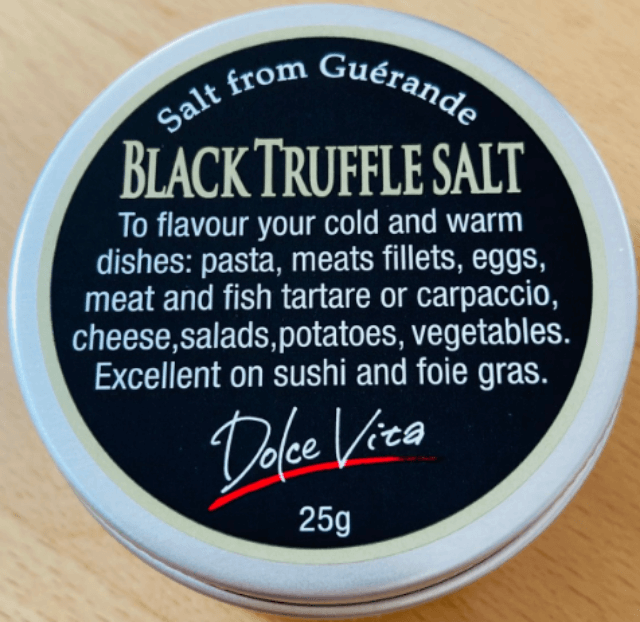 Salt from Guérande
BLACK TRUFFLE SALT
To flavour your cold and warm
dishes: pasta, meats fillets, eggs,
meat and fish tartare or carpaccio,
cheese,salads,potatoes, vegetables.
Excellent on sushi and foie gras.
Dolce Vita
25g